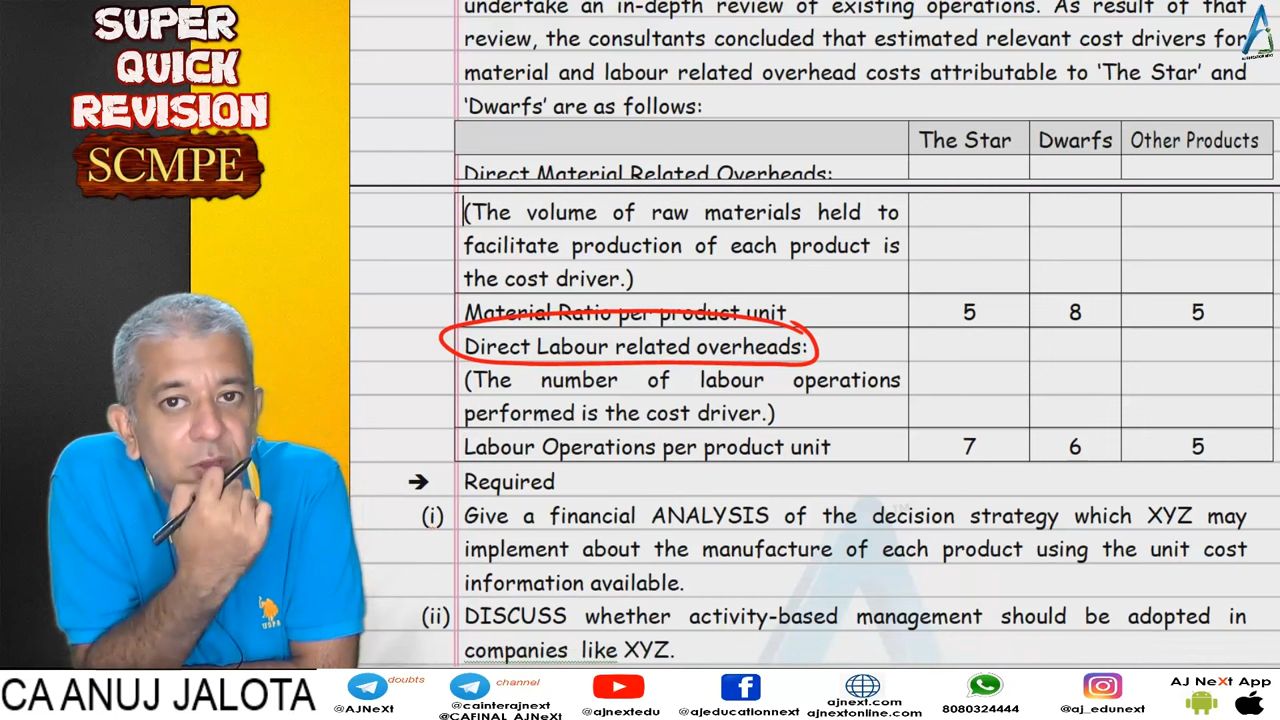 SUPER
QUICK
REVISION
SCMPE
undertake an in-depth review of existing operations. As result of that
review, the consultants concluded that estimated relevant cost drivers for
material and labour related overhead costs attributable to ‘The Star’ and
‘Dwarfs’ are as follows:
The Star Dwarfs Other Products
Direct Material Related Overheads:
(The volume of raw materials held to
facilitate production of each product is
the cost driver.)
Material Ratio per product unit 5 8 5
Direct Labour related overheads:
(The number of labour operations
performed is the cost driver.)
Labour Operations per product unit 7 6 5
➔ Required
(i) Give a financial ANALYSIS of the decision strategy which XYZ may
implement about the manufacture of each product using the unit cost
information available.
(ii) DISCUSS whether activity-based management should be adopted in
companies like XYZ.
CA ANUJ JALOTA
doubts
@AJNeXt
channel
@cainterajnext
@CAFINAL_AJNeXt
@ajnextedu
@ajeducationnext
ajnext.com
ajnextonline.com
8080324444
@aj_edunext
AJ NeXt App